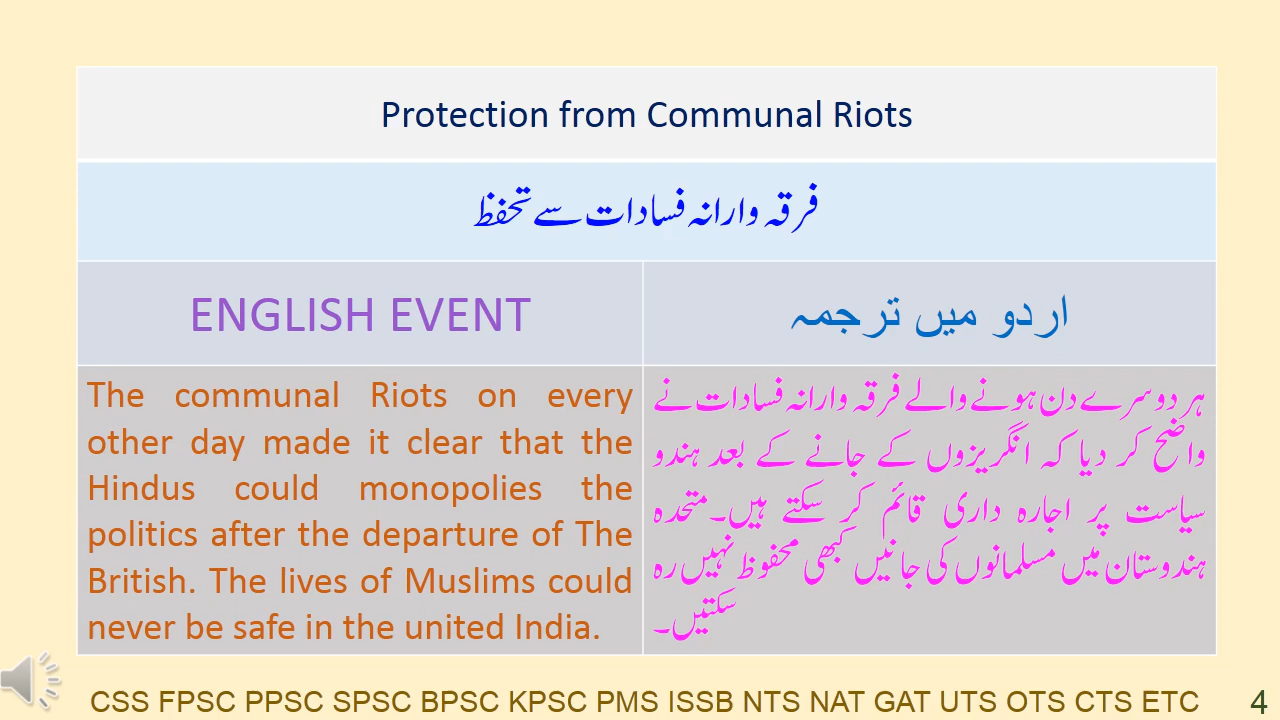 Protection from Communal Riots
فرقہ وارانہ فسادات سے تحفظ
ENGLISH EVENT
اردو میں ترجمہ
The communal Riots on every
other day made it clear that the
Hindus could monopolies the
politics after the departure of The
British. The lives of Muslims could
never be safe in the united India.
ہر دوسرے دن ہونے والے فرقہ وارانہ فسادات نے
واضح کر دیا کہ انگریزوں کے جانے کے بعد ہندو
سیاست پر اجارہ داری قائم کر سکتے ہیں۔متحدہ
ہندوستان میں مسلمانوں کی جانیں کبھی محفوظ نہیں رہ
سکتیں۔
CSS FPSC PPSC SPSC BPSC KPSC PMS ISSB NTS NAT GAT UTS OTS CTS ETC
4